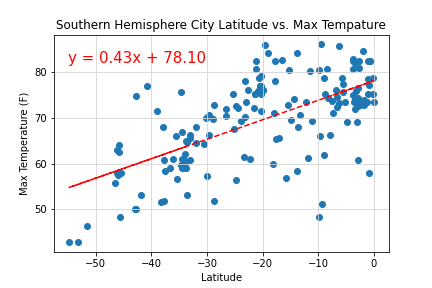 Southern Hemisphere City Latitude vs. Max Tempature
y = 0.43x + 78.10
Max Temperature (F)
80
70
60
50
−50
−40
−30
−20
−10
0
Latitude